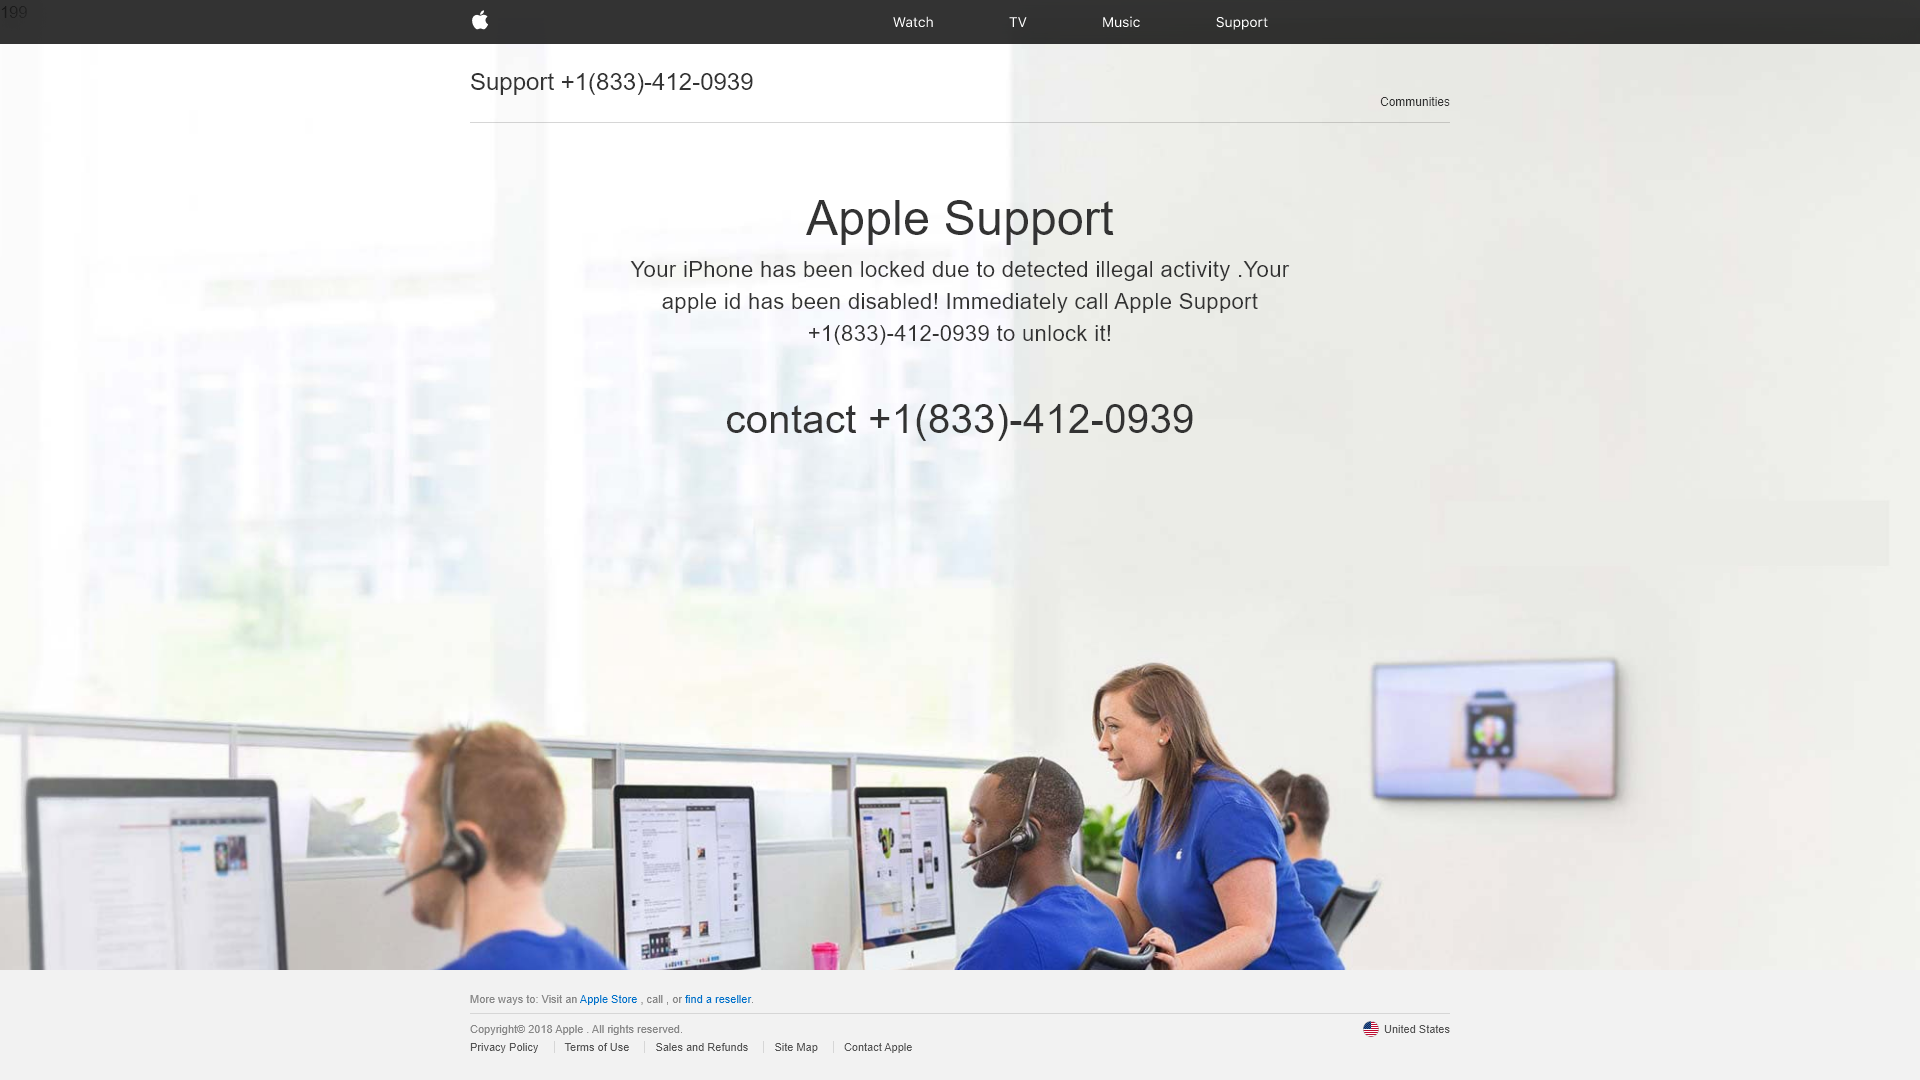 199
Watch
TV
Music
Support
Support +1(833)-412-0939
Communities
Apple Support
Your iPhone has been locked due to detected illegal activity .Your
apple id has been disabled! Immediately call Apple Support
+1(833)-412-0939 to unlock it!
contact +1(833)-412-0939
More ways to: Visit an Apple Store , call , or find a reseller.
Copyright© 2018 Apple . All rights reserved.
United States
Privacy Policy
Terms of Use
Sales and Refunds
Site Map
Contact Apple